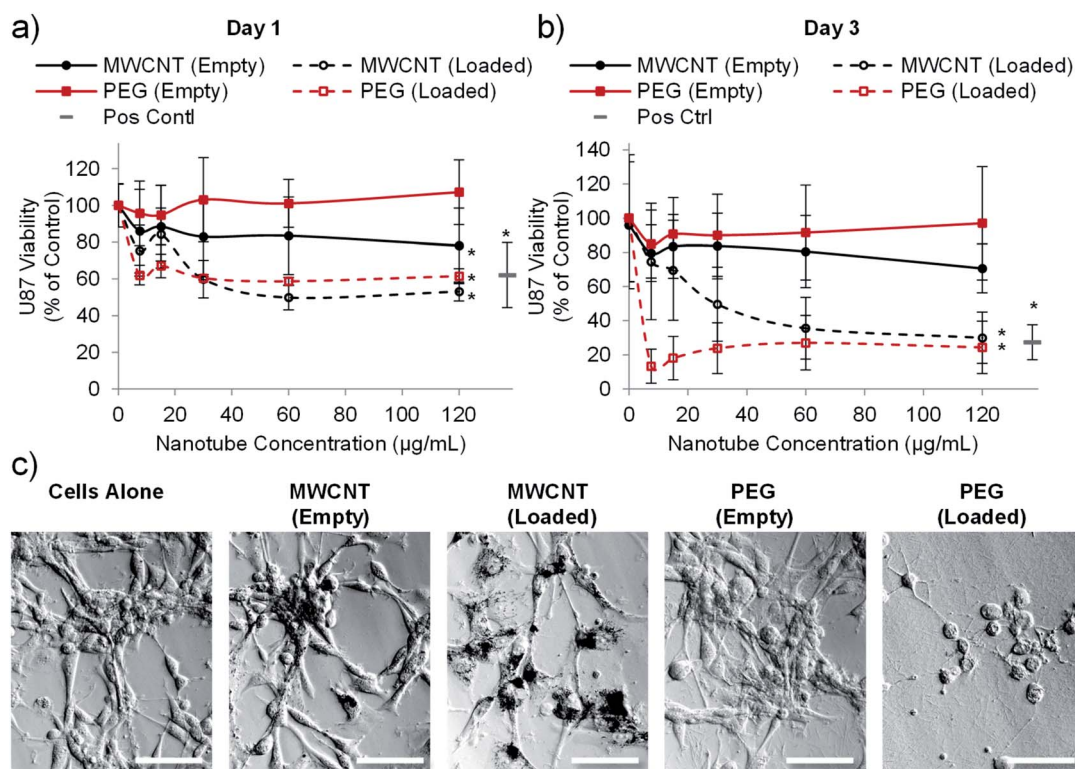 a)
Day 1
MWCNT (Empty)
MWCNT (Loaded)
PEG (Empty)
PEG (Loaded)
Pos Contl
U87 Viability
(% of Control)
120
100
80
60
40
20
0
*
*
*
*
0 20 40 60 80 100 120
Nanotube Concentration (µg/mL)
b)
Day 3
MWCNT (Empty)
MWCNT (Loaded)
PEG (Empty)
PEG (Loaded)
Pos Ctrl
U87 Viability
(% of Control)
140
120
100
80
60
40
20
0
*
*
*
0 20 40 60 80 100 120
Nanotube Concentration (µg/mL)
c)
Cells Alone
MWCNT
(Empty)
MWCNT
(Loaded)
PEG
(Empty)
PEG
(Loaded)